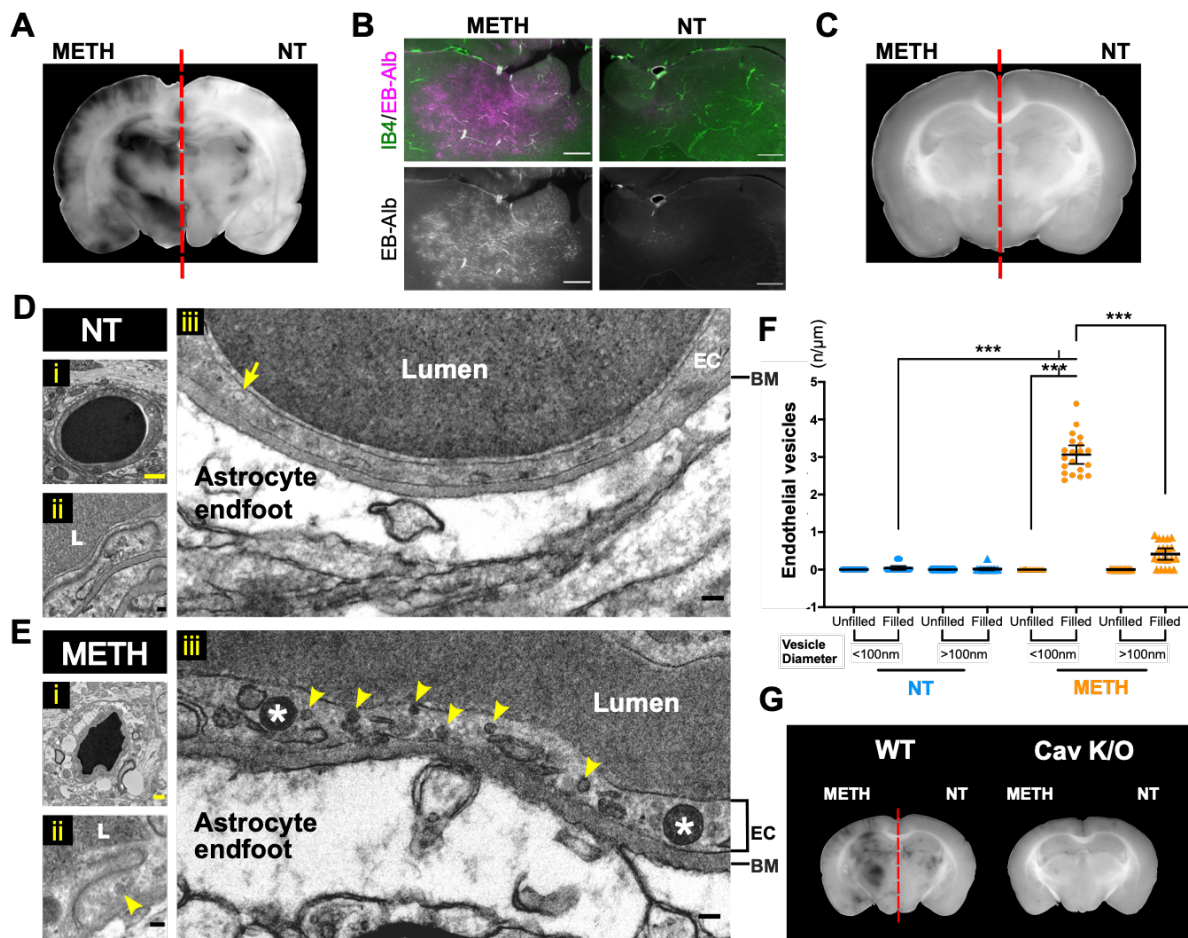 A
METH
NT
B
METH
NT
IB4/EB-Alb
EB-Alb
C
METH
NT
D
NT
i
ii
L
iii
Lumen
EC
BM
Astrocyte
endfoot
E
METH
i
ii
L
iii
*
Lumen
*
Astrocyte
endfoot
EC
BM
F
Endothelial vesicles (n/µm)
***
***
***
5
4
3
2
1
0
-1
Unfilled Filled Unfilled Filled Unfilled Filled Unfilled Filled
Vesicle
Diameter
<100nm >100nm <100nm >100nm
NT METH
G
WT Cav K/O
METH NT METH NT